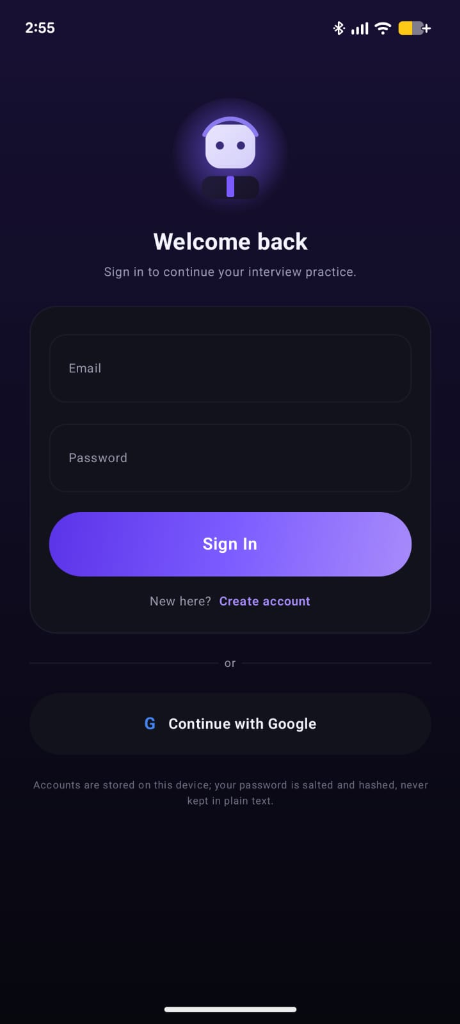 2:55
Welcome back
Sign in to continue your interview practice.
Email
Password
Sign In
New here? Create account
or
G Continue with Google
Accounts are stored on this device; your password is salted and hashed, never
kept in plain text.